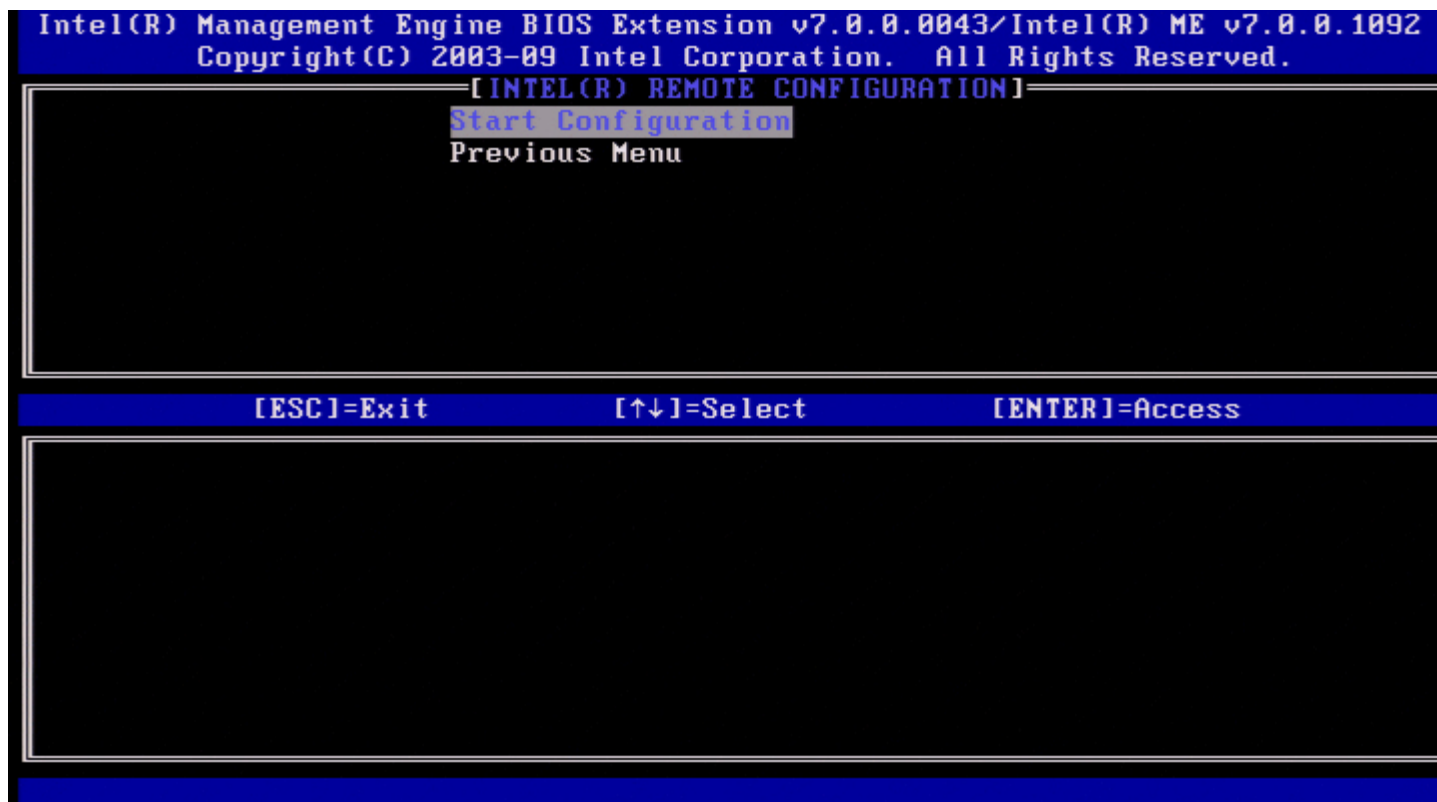 Intel(R) Management Engine BIOS Extension v7.0.0.0043/Intel(R) ME v7.0.0.1092
Copyright(C) 2003-09 Intel Corporation. All Rights Reserved.
[INTEL(R) REMOTE CONFIGURATION]
Start Configuration
Previous Menu
[ESC]=Exit [↑↓]=Select [ENTER]=Access